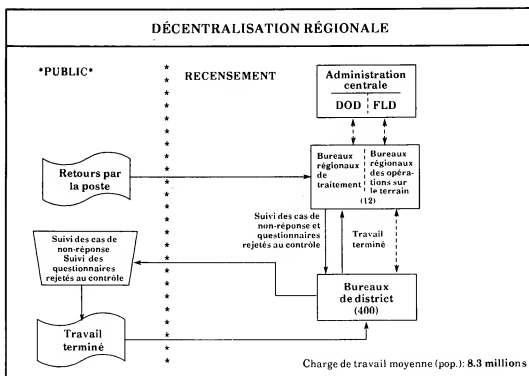 DÉCENTRALISATION RÉGIONALE
*PUBLIC*
RECENSEMENT
Administration
centrale
DOD FLD
Retours par
la poste
Bureaux
régionaux
de
traitement
Bureaux
régionaux
des opéra-
tions sur
le terrain
(12)
Suivi des cas de
non-réponse et
questionnaires
rejetés au contrôle
Travail
terminé
Suivi des cas de
non-réponse
Suivi des
questionnaires
rejetés au contrôle
Bureaux
de district
(400)
Travail
terminé
Charge de travail moyenne (pop.): 8.3 millions